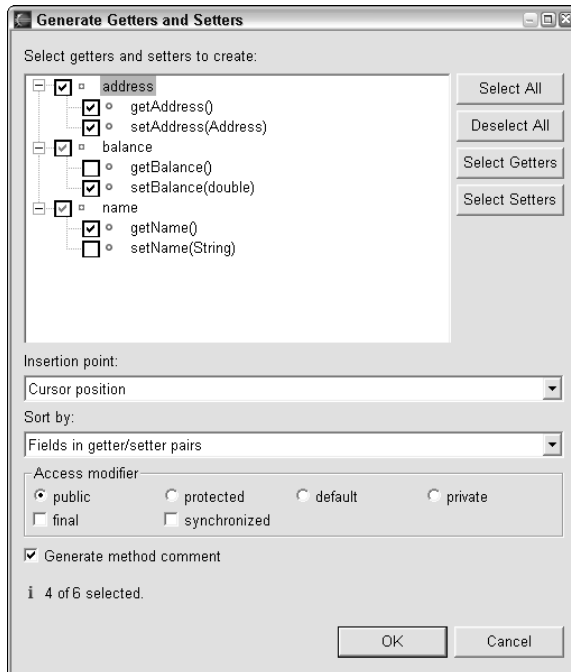 Generate Getters and Setters
Select getters and setters to create:
address
getAddress()
setAddress(Address)
balance
getBalance()
setBalance(double)
name
getName()
setName(String)
Select All
Deselect All
Select Getters
Select Setters
Insertion point:
Cursor position
Sort by:
Fields in getter/setter pairs
Access modifier
public protected default private
final synchronized
Generate method comment
i 4 of 6 selected.
OK Cancel